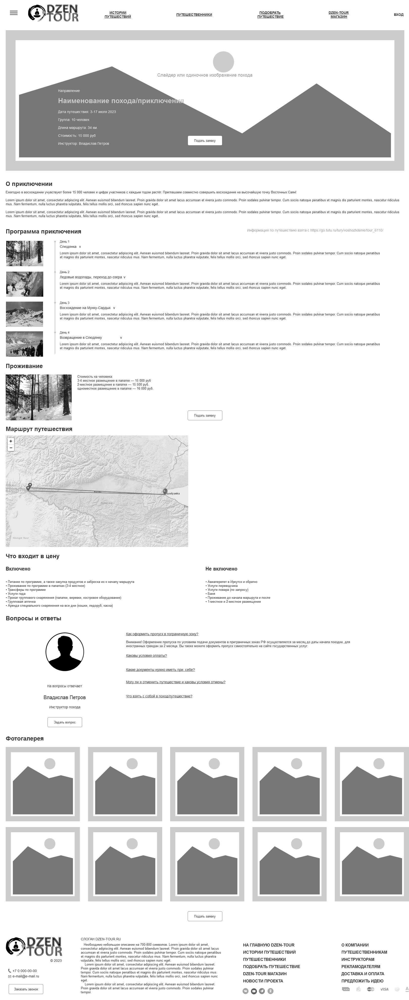 DZEN
TOUR
ИСТОРИИ
ПУТЕШЕСТВИЙ
ПУТЕШЕСТВЕННИКИ
ПОДОБРАТЬ
ПУТЕШЕСТВИЕ
DZEN-TOUR
МАГАЗИН
ВХОД
Слайдер или одиночное изображение похода
Направление
Наименование похода/приключения
Дата путешествия: 3-17 июля 2023
Группа: 10 человек
Длина маршрута: 34 км.
Стоимость: 15 000 руб
Инструктор: Владислав Петров
Подать заявку
О приключении
Ежегодно в восхождении учувствуют более 15 000 человек и цифра участников с каждым годом растёт. Приглашаем совместно совершить восхождение на высочайшую точку Восточных Саян!
Lorem ipsum dolor sit amet, consectetur adipiscing elit. Aenean euismod bibendum laoreet. Proin gravida dolor sit amet lacus accumsan et viverra justo commodo. Proin sodales pulvinar tempor. Cum sociis natoque penatibus et magnis dis parturient montes, nascetur ridiculus
mus. Nam fermentum, nulla luctus pharetra vulputate, felis tellus mollis orci, sed rhoncus sapien nunc eget.
Lorem ipsum dolor sit amet, consectetur adipiscing elit. Aenean euismod bibendum laoreet. Proin gravida dolor sit amet lacus accumsan et viverra justo commodo. Proin sodales pulvinar tempor. Cum sociis natoque penatibus et magnis dis parturient montes, nascetur ridiculus
mus. Nam fermentum, nulla luctus pharetra vulputate, felis tellus mollis orci, sed rhoncus sapien nunc eget.
Программа приключения
Информация по путешествию взята с https://go.tutu.ru/tury/voshozhdenie/tour_6110/
День 1
Слюдянка v
Lorem ipsum dolor sit amet, consectetur adipiscing elit. Aenean euismod bibendum laoreet. Proin gravida dolor sit amet lacus accumsan et viverra justo commodo. Proin sodales pulvinar tempor. Cum sociis natoque penatibus
et magnis dis parturient montes, nascetur ridiculus mus. Nam fermentum, nulla luctus pharetra vulputate, felis tellus mollis orci, sed rhoncus sapien nunc eget.
День 2
Ледовые водопады, переход до озера v
Lorem ipsum dolor sit amet, consectetur adipiscing elit. Aenean euismod bibendum laoreet. Proin gravida dolor sit amet lacus accumsan et viverra justo commodo. Proin sodales pulvinar tempor. Cum sociis natoque penatibus
et magnis dis parturient montes, nascetur ridiculus mus. Nam fermentum, nulla luctus pharetra vulputate, felis tellus mollis orci, sed rhoncus sapien nunc eget.
День 3
Восхождение на Мунку-Сардык v
Lorem ipsum dolor sit amet, consectetur adipiscing elit. Aenean euismod bibendum laoreet. Proin gravida dolor sit amet lacus accumsan et viverra justo commodo. Proin sodales pulvinar tempor. Cum sociis natoque penatibus
et magnis dis parturient montes, nascetur ridiculus mus. Nam fermentum, nulla luctus pharetra vulputate, felis tellus mollis orci, sed rhoncus sapien nunc eget.
День 4
Возвращение в Слюдянку v
Lorem ipsum dolor sit amet, consectetur adipiscing elit. Aenean euismod bibendum laoreet. Proin gravida dolor sit amet lacus accumsan et viverra justo commodo. Proin sodales pulvinar tempor. Cum sociis natoque penatibus
et magnis dis parturient montes, nascetur ridiculus mus. Nam fermentum, nulla luctus pharetra vulputate, felis tellus mollis orci, sed rhoncus sapien nunc eget.
Проживание
Стоимость на человека:
3-4 местное размещение в палатке — 15 000 руб
2-местное размещение в палатке — 15 500 руб.
одноместное размещение в палатке — 16 000 руб.
Подать заявку
Маршрут путешествия
+
−
Slyudyanka
Hövsgöl Nuur
Что входит в цену
Включено
• Питание по программе, а также закупка продуктов и заброска их к началу маршрута
• Проживание по программе в палатках (3-4 местное)
• Трансферы по программе
• Услуги гида
• Прокат группового снаряжения (палатки, веревки, костровое оборудование)
• Групповая аптечка
• Аренда специального снаряжения на все дни (кошки, ледоруб, каска)
Не включено
• Авиаперелет в Иркутск и обратно
• Услуги переводчика
• Услуги повара (по запросу)
• Баня
• Проживание до начала маршрута и после
• 1-местное и 2-местное размещение
Вопросы и ответы
На вопросы отвечает
Владислав Петров
Инструктор похода
Задать вопрос
Как оформить пропуск в пограничную зону?
Внимание! Оформление пропуска по условиям подачи документов в приграничных зонах РФ осуществляется за месяц до даты начала поездки, для
иностранных граждан за 2 месяца. Вы также можете оформить пропуск самостоятельно на сайте государственных услуг.
Каковы условия оплаты?
Какие документы нужно иметь при себе?
Могу ли я отменить путешествие и каковы условия отмены?
Что взять с собой в поход/путешествие?
Фотогалерея
Подать заявку
DZEN
TOUR
© 2023
+7 0 000-00-00
e-mail@e-mail.ru
Заказать звонок
СЛОГАН DZEN-TOUR.RU
Необходимо небольшое описание на 700-800 символов. Lorem ipsum dolor sit amet,
consectetur adipiscing elit. Aenean euismod bibendum laoreet. Proin gravida dolor sit amet lacus
accumsan et viverra justo commodo. Proin sodales pulvinar tempor. Cum sociis natoque penatibus
et magnis dis parturient montes, nascetur ridiculus mus. Nam fermentum, nulla luctus pharetra
vulputate, felis tellus mollis orci, sed rhoncus sapien nunc eget.
Lorem ipsum dolor sit amet, consectetur adipiscing elit. Aenean euismod bibendum laoreet.
Proin gravida dolor sit amet lacus accumsan et viverra justo commodo. Proin sodales pulvinar
tempor. Cum sociis natoque penatibus et magnis dis parturient montes, nascetur ridiculus mus.
Nam fermentum, nulla luctus pharetra vulputate, felis tellus mollis orci, sed rhoncus sapien nunc
eget.
Lorem ipsum dolor sit amet, consectetur adipiscing elit. Aenean euismod bibendum laoreet.
Proin gravida dolor sit amet lacus accumsan et viverra justo commodo. Proin sodales pulvinar
tempor.
НА ГЛАВНУЮ DZEN-TOUR
ИСТОРИИ ПУТЕШЕСТВИЙ
ПУТЕШЕСТВЕННИКИ
ПОДОБРАТЬ ПУТЕШЕСТВИЕ
DZEN-TOUR МАГАЗИН
НОВОСТИ ПРОЕКТА
О КОМПАНИИ
ПУТЕШЕСТВЕННИКАМ
ИНСТРУКТОРАМ
РЕКЛАМОДАТЕЛЯМ
ДОСТАВКА И ОПЛАТА
ПРЕДЛОЖИТЬ ИДЕЮ
VISA